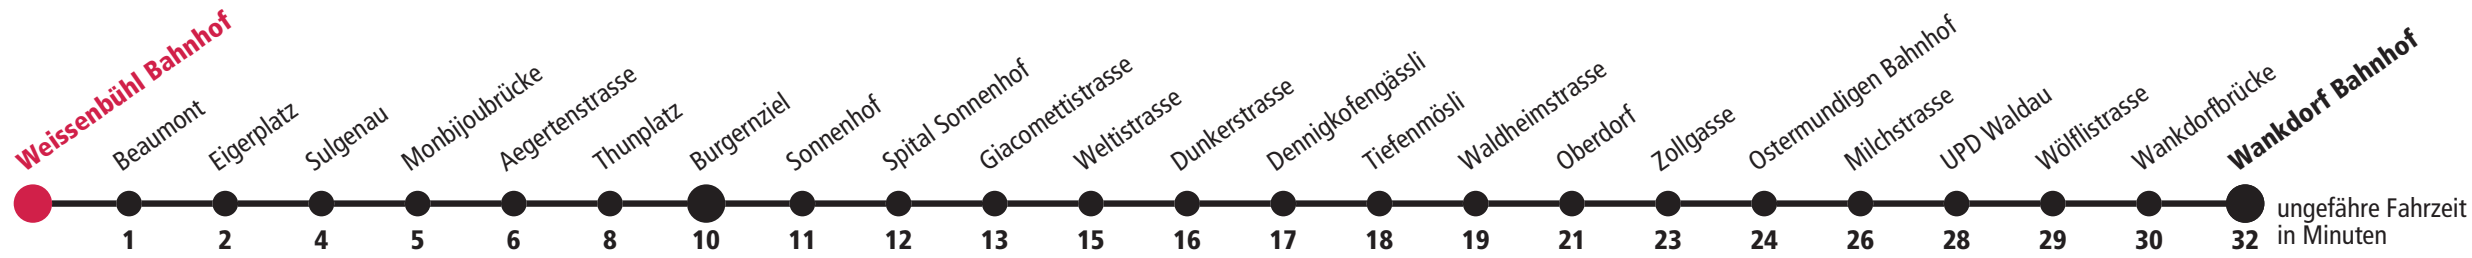 Weissenbühl Bahnhof
Beaumont
Eigerplatz
Sulgenau
Monbijoubrücke
Aegertenstrasse
Thunplatz
Burgernziel
Sonnenhof
Spital Sonnenhof
Giacomettistrasse
Weltistrasse
Dunkerstrasse
Dennigkofengässli
Tiefenmösli
Waldheimstrasse
Oberdorf
Zollgasse
Ostermundigen Bahnhof
Milchstrasse
UPD Waldau
Wölflistrasse
Wankdorfbrücke
Wankdorf Bahnhof
1 2 4 5 6 8 10 11 12 13 15 16 17 18 19 21 23 24 26 28 29 30 32
ungefähre Fahrzeit
in Minuten